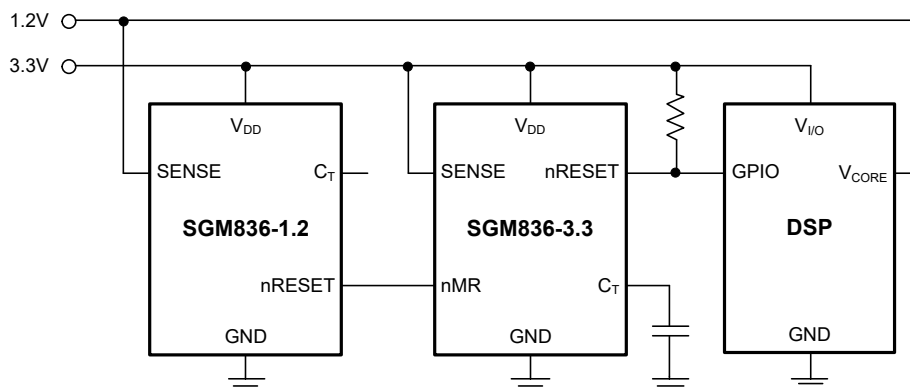 1.2V
3.3V
V_DD
SENSE
C_T
SGM836-1.2
nRESET
GND
V_DD
SENSE
nRESET
SGM836-3.3
nMR
C_T
GND
V_I/O
GPIO
V_CORE
DSP
GND